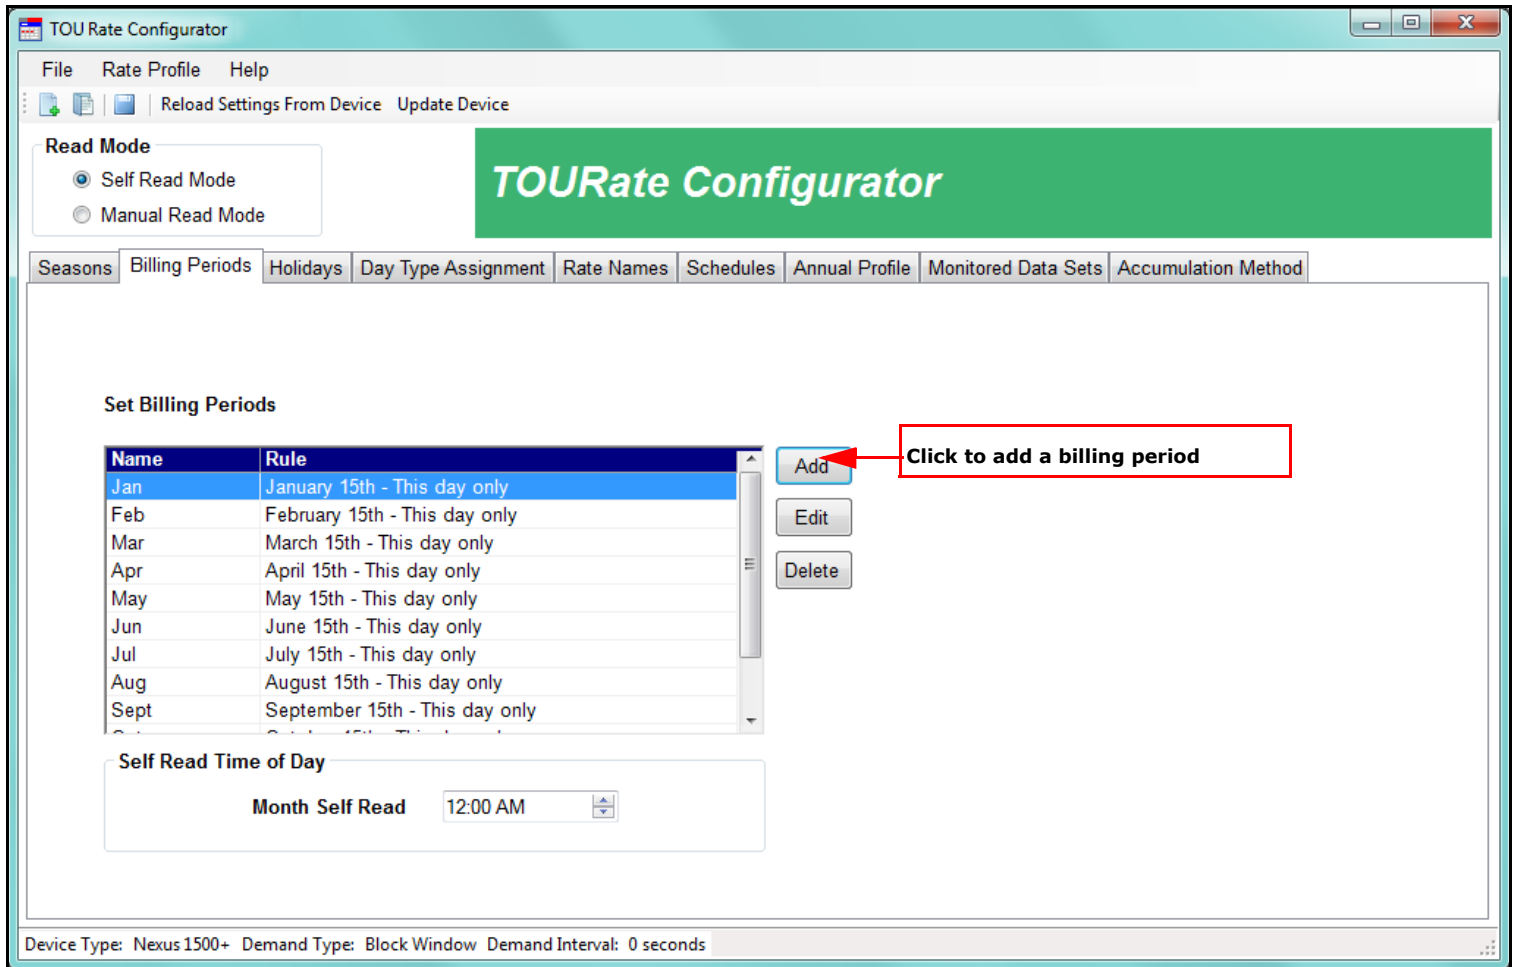 TOU Rate Configurator
File Rate Profile Help
Reload Settings From Device Update Device
Read Mode
Self Read Mode
Manual Read Mode
TOURate Configurator
Seasons Billing Periods Holidays Day Type Assignment Rate Names Schedules Annual Profile Monitored Data Sets Accumulation Method
Set Billing Periods
Name Rule
Jan January 15th - This day only
Feb February 15th - This day only
Mar March 15th - This day only
Apr April 15th - This day only
May May 15th - This day only
Jun June 15th - This day only
Jul July 15th - This day only
Aug August 15th - This day only
Sept September 15th - This day only
Add
Click to add a billing period
Edit
Delete
Self Read Time of Day
Month Self Read 12:00 AM
Device Type: Nexus 1500+ Demand Type: Block Window Demand Interval: 0 seconds